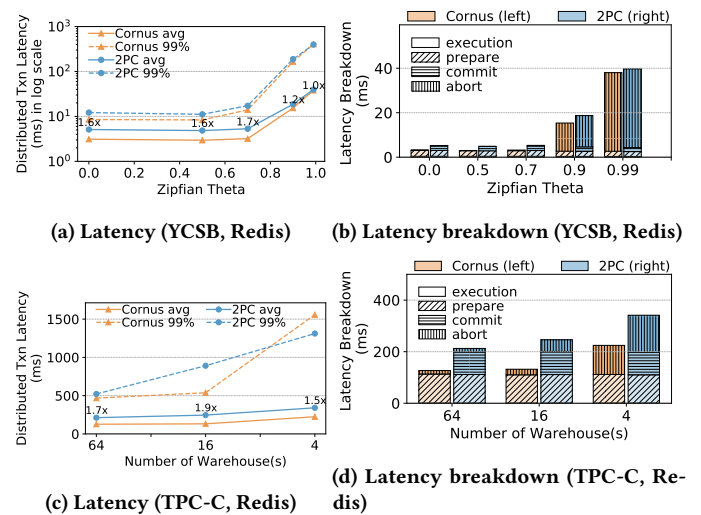 Cornus avg
Cornus 99%
2PC avg
2PC 99%
10³
10²
10¹
10⁰
1.6x
1.6x
1.7x
1.2x
1.0x
0.0 0.2 0.4 0.6 0.8 1.0
Zipfian Theta
Distributed Txn Latency
(ms) in log scale
(a) Latency (YCSB, Redis)
Cornus (left) 2PC (right)
execution
prepare
commit
abort
40
20
0
0.0 0.5 0.7 0.9 0.99
Zipfian Theta
Latency Breakdown
(ms)
(b) Latency breakdown (YCSB, Redis)
Cornus avg 2PC avg
Cornus 99% 2PC 99%
1500
1000
500
0
1.7x
1.9x
1.5x
64 16 4
Number of Warehouse(s)
Distributed Txn Latency
(ms)
(c) Latency (TPC-C, Redis)
Cornus (left) 2PC (right)
execution
prepare
commit
abort
400
200
0
64 16 4
Number of Warehouse(s)
Latency Breakdown
(ms)
(d) Latency breakdown (TPC-C, Re-
dis)